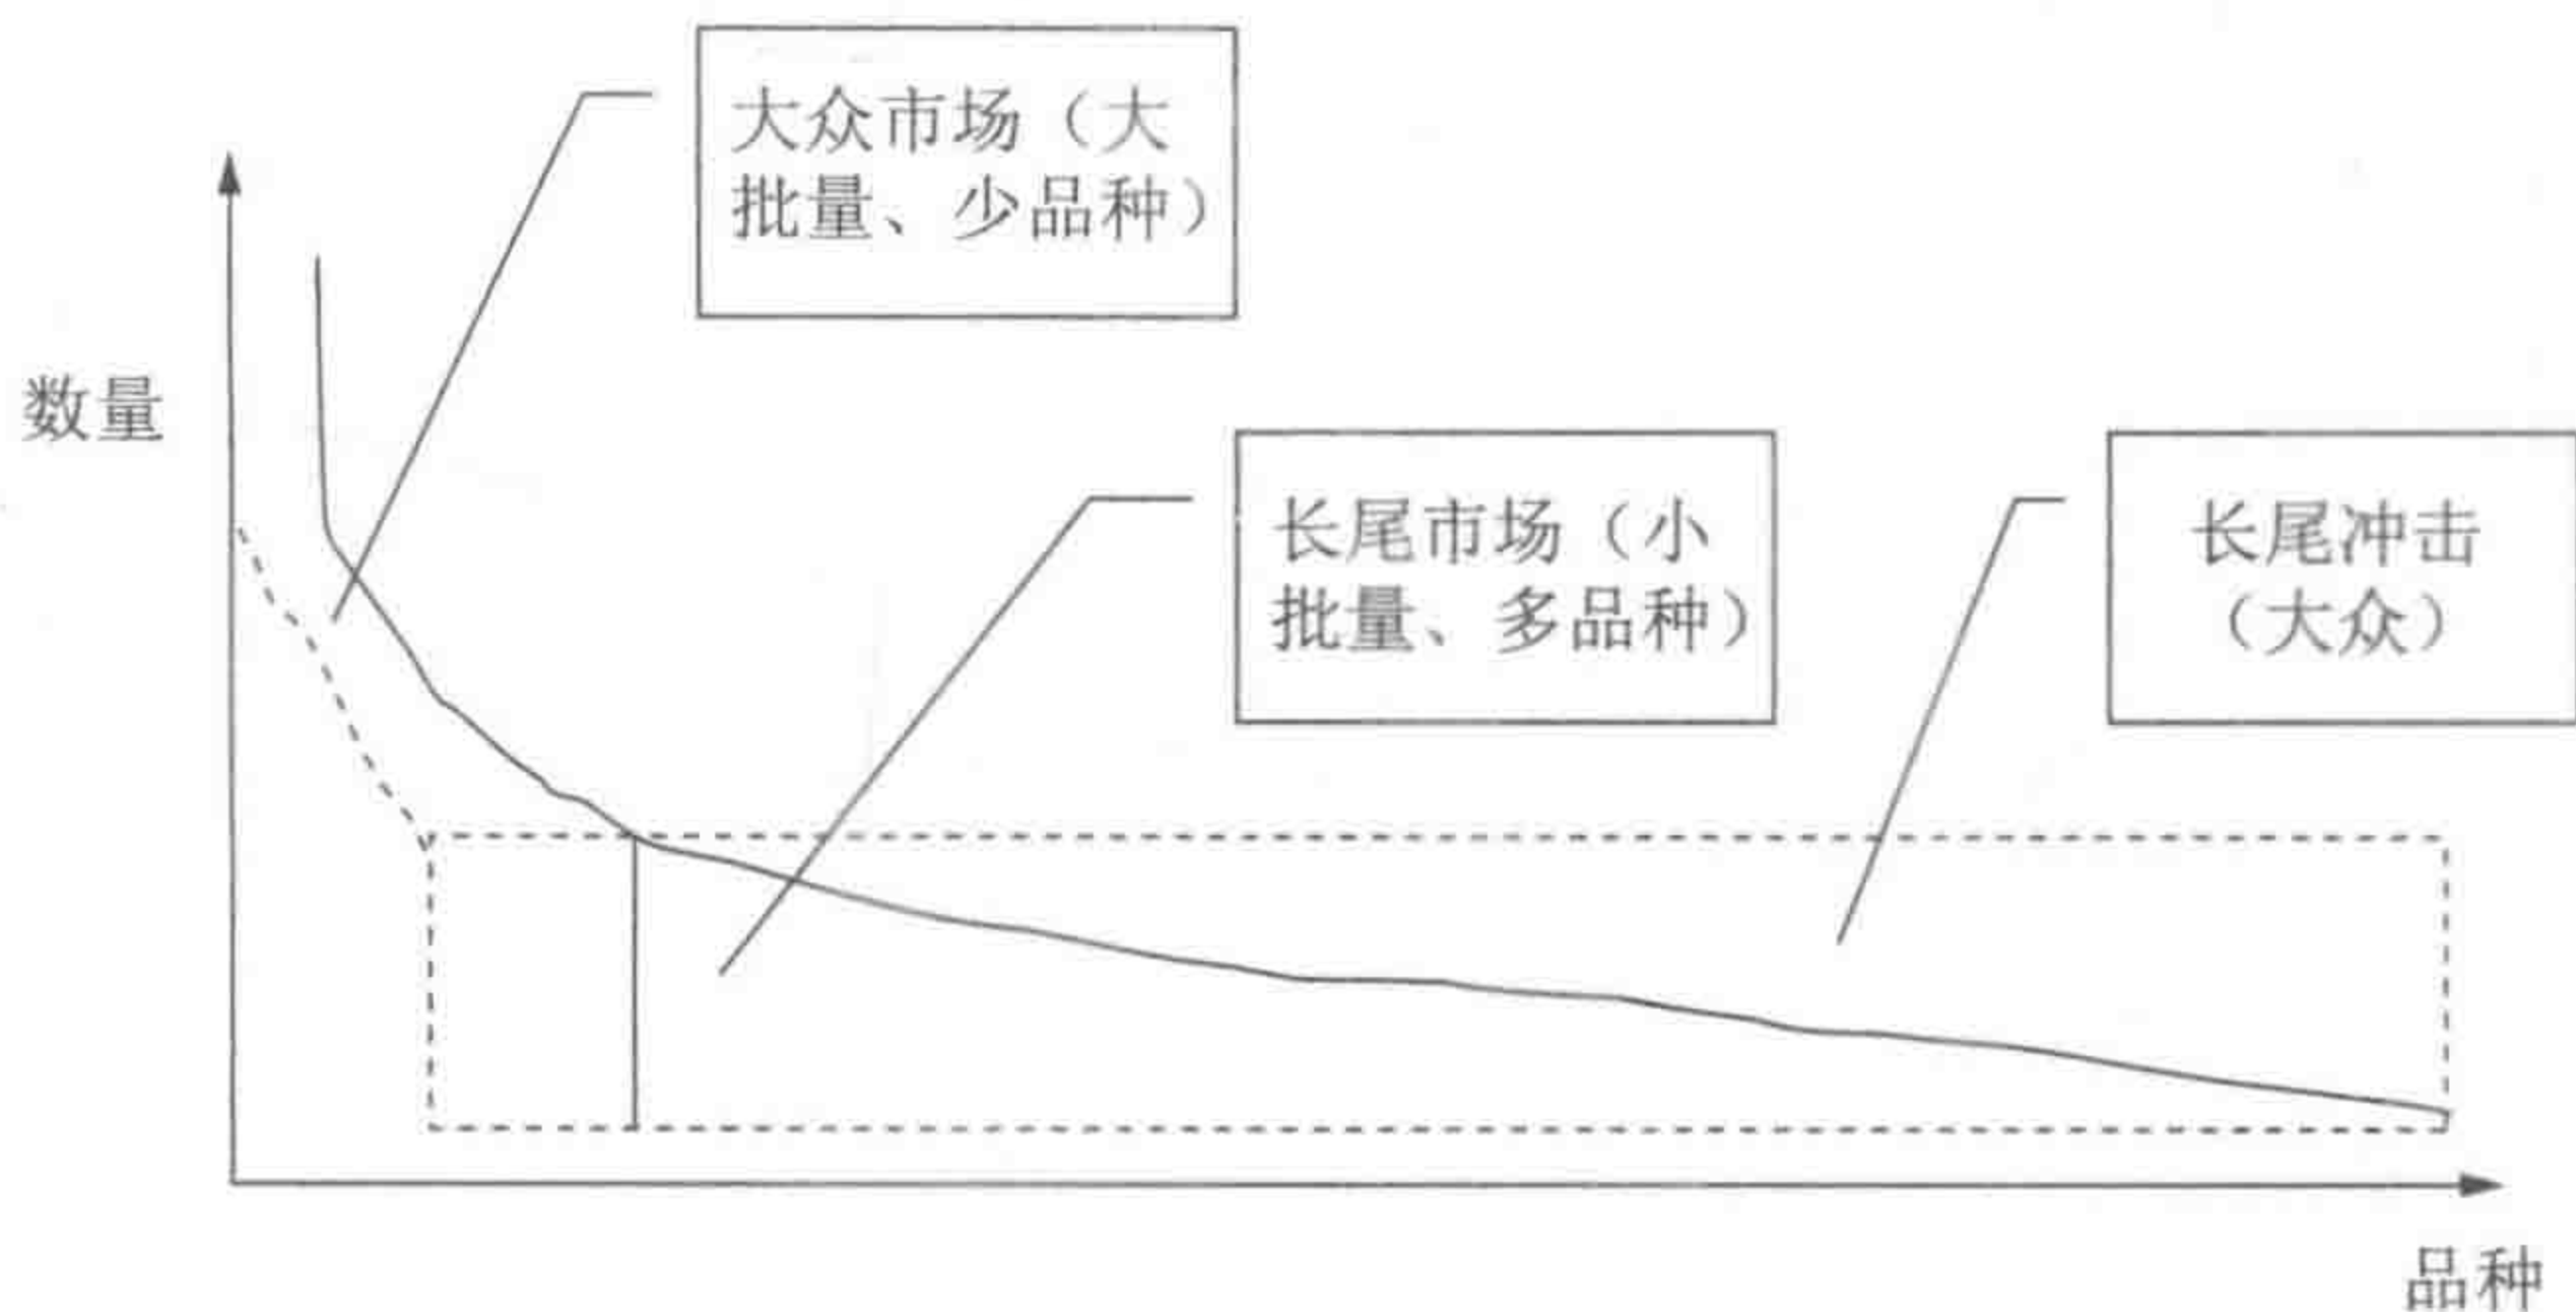 大众市场（大
批量、少品种）
数量
长尾市场（小
批量、多品种）
长尾冲击
（大众）
品种